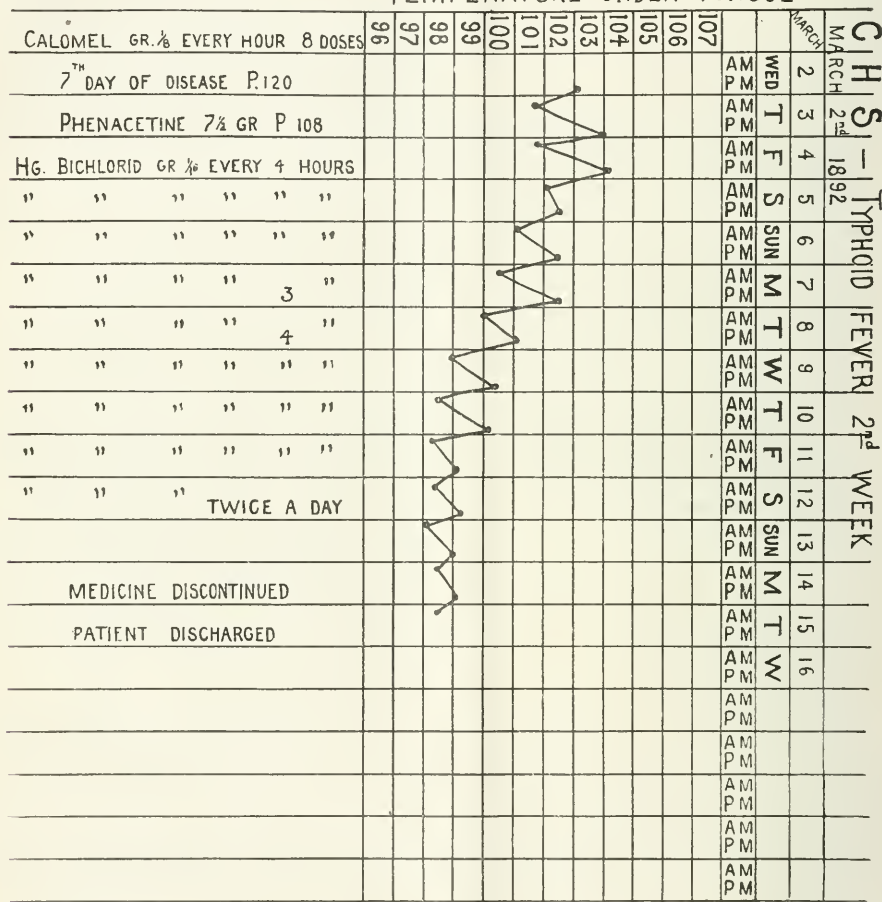 TEMPERATURE UNDER
C H S – TYPHOID FEVER 2nd WEEK
MARCH 2nd 1892
MARCH
CALOMEL GR. 1/8 EVERY HOUR 8 DOSES 96 97 98 99 100 101 102 103 104 105 106 107
7TH DAY OF DISEASE P. 120 AM PM WED 2
PHENACETINE 7½ GR P 108 AM PM T 3
HG. BICHLORID GR 1/16 EVERY 4 HOURS AM PM F 4
" " " " " " AM PM S 5
" " " " " " AM PM SUN 6
" " " " 3 " AM PM M 7
" " " " 4 " AM PM T 8
" " " " " " AM PM W 9
" " " " " " AM PM T 10
" " " " " " AM PM F 11
" " " TWICE A DAY AM PM S 12
AM PM SUN 13
MEDICINE DISCONTINUED AM PM M 14
PATIENT DISCHARGED AM PM T 15
AM PM W 16
AM PM
AM PM
AM PM
AM PM
AM PM